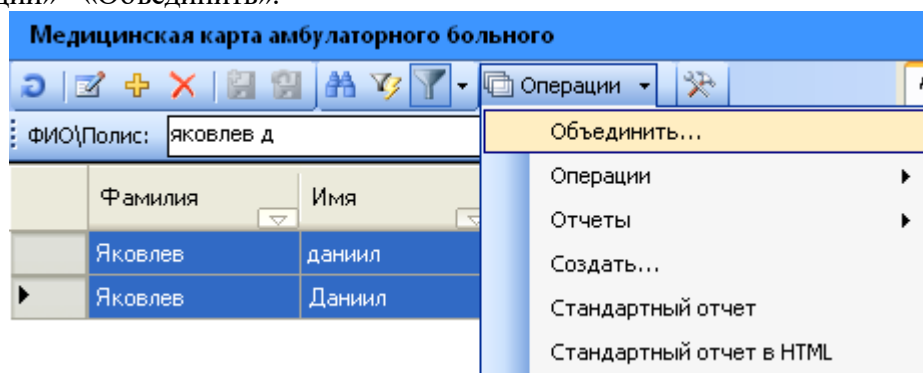 «Объединить».
Медицинская карта амбулаторного больного
Операции
ФИО\Полис: яковлев д
Объединить...
Операции
Отчеты
Создать...
Стандартный отчет
Стандартный отчет в HTML
Фамилия Имя
Яковлев даниил
Яковлев Даниил